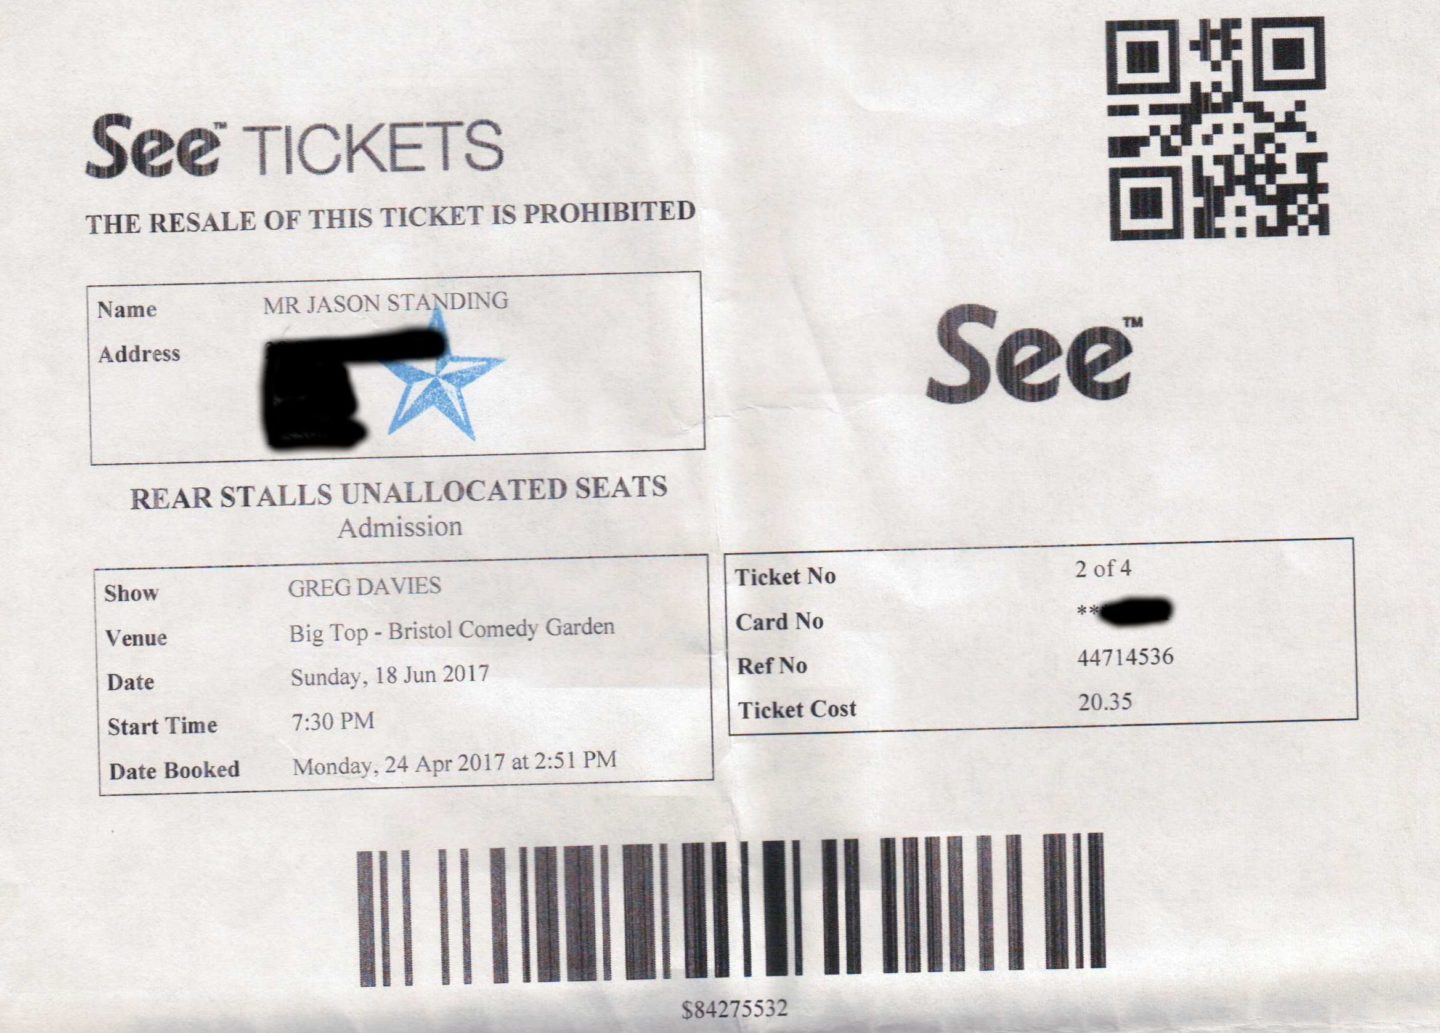 See™ TICKETS
THE RESALE OF THIS TICKET IS PROHIBITED
Name MR JASON STANDING
Address
See™
REAR STALLS UNALLOCATED SEATS
Admission
Show GREG DAVIES
Venue Big Top - Bristol Comedy Garden
Date Sunday, 18 Jun 2017
Start Time 7:30 PM
Date Booked Monday, 24 Apr 2017 at 2:51 PM
Ticket No 2 of 4
Card No **
Ref No 44714536
Ticket Cost 20.35
$84275532